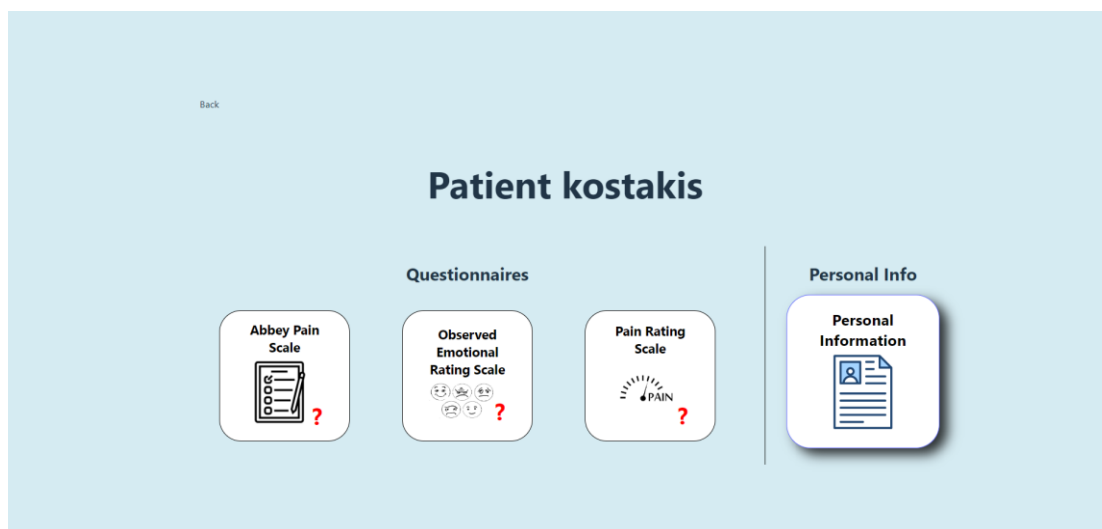 Back
Patient kostakis
Questionnaires
Personal Info
Abbey Pain
Scale
?
Observed
Emotional
Rating Scale
?
Pain Rating
Scale
PAIN
?
Personal
Information